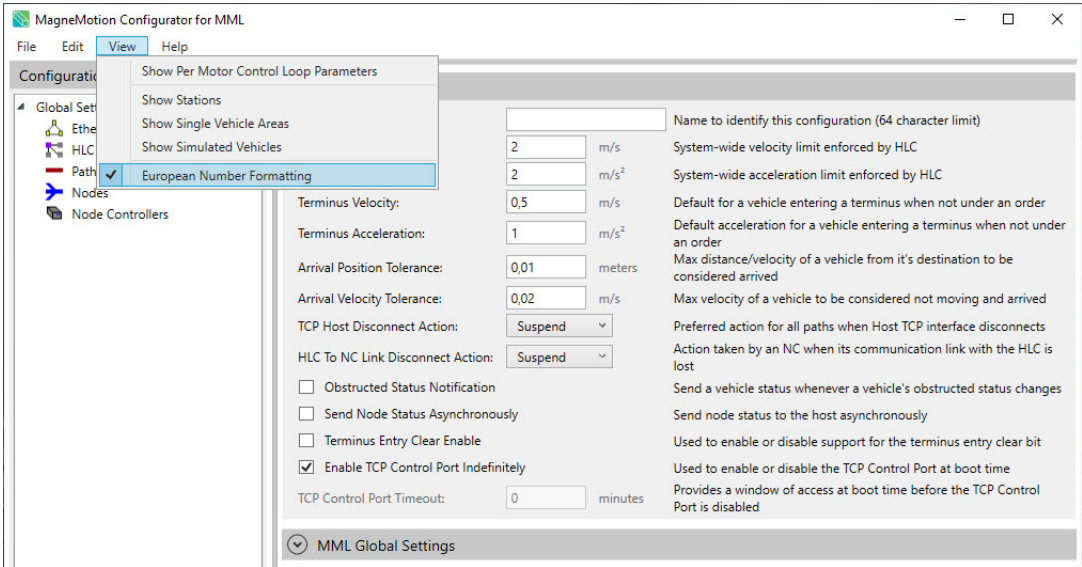 MagneMotion Configurator for MML
File Edit View Help
Configuratio
Show Per Motor Control Loop Parameters
Show Stations
Show Single Vehicle Areas
Show Simulated Vehicles
European Number Formatting
Global Set
Ethe
HLC
Path
Nodes
Node Controllers
Name to identify this configuration (64 character limit)
2 m/s System-wide velocity limit enforced by HLC
2 m/s² System-wide acceleration limit enforced by HLC
Terminus Velocity: 0,5 m/s Default for a vehicle entering a terminus when not under an order
Terminus Acceleration: 1 m/s² Default acceleration for a vehicle entering a terminus when not under
an order
Arrival Position Tolerance: 0,01 meters Max distance/velocity of a vehicle from it's destination to be
considered arrived
Arrival Velocity Tolerance: 0,02 m/s Max velocity of a vehicle to be considered not moving and arrived
TCP Host Disconnect Action: Suspend Preferred action for all paths when Host TCP interface disconnects
HLC To NC Link Disconnect Action: Suspend Action taken by an NC when its communication link with the HLC is
lost
Obstructed Status Notification Send a vehicle status whenever a vehicle's obstructed status changes
Send Node Status Asynchronously Send node status to the host asynchronously
Terminus Entry Clear Enable Used to enable or disable support for the terminus entry clear bit
Enable TCP Control Port Indefinitely Used to enable or disable the TCP Control Port at boot time
TCP Control Port Timeout: 0 minutes Provides a window of access at boot time before the TCP Control
Port is disabled
MML Global Settings